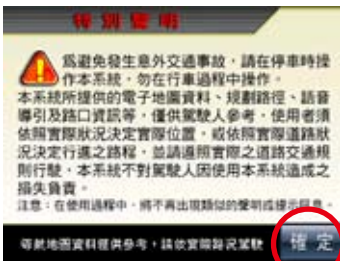 特別聲明
為避免發生意外交通事故，請在停車時操
作本系統，勿在行車過程中操作。
本系統所提供的電子地圖資料、規劃路徑、語音
導引及路口資訊等，僅供駕駛人參考，使用者須
依照實際狀況決定實際位置，或依照實際道路狀
況決定行進之路程，並請遵照實際之道路交通規
則行駛，本系統不對駕駛人因使用本系統造成之
損失負責。
注意：在使用過程中，將不再出現類似的聲明或提示訊息。
導航地圖資料僅供參考，請依實際路況駕駛
確定